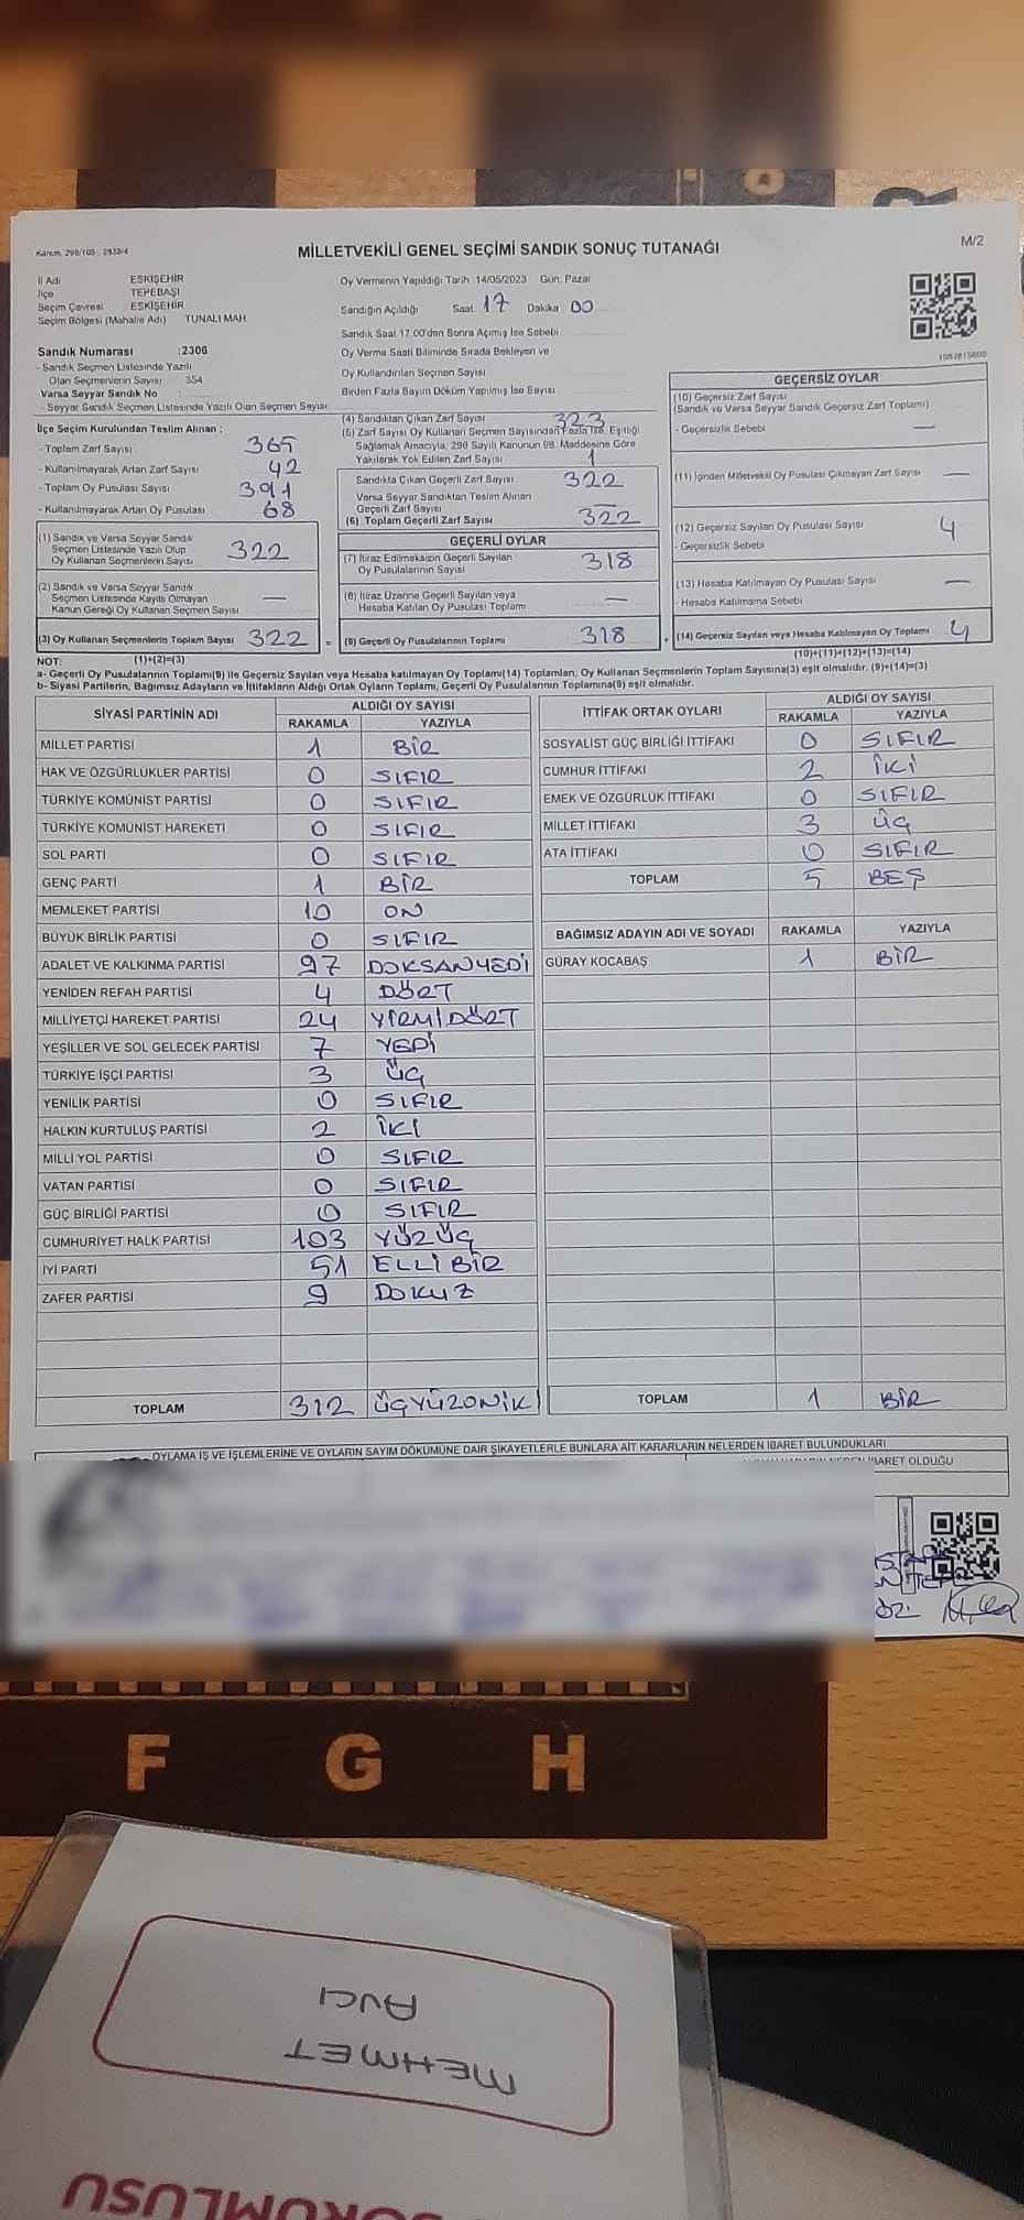 Kanun: 298/105 - 2839/4
MİLLETVEKİLİ GENEL SEÇİMİ SANDIK SONUÇ TUTANAĞI
M/2
İl Adı ESKİŞEHİR
İlçe TEPEBAŞI
Seçim Çevresi ESKİŞEHİR
Seçim Bölgesi (Mahalle Adı) TUNALI MAH.
Sandık Numarası :2306
- Sandık Seçmen Listesinde Yazılı
Olan Seçmenlerin Sayısı 354
Varsa Seyyar Sandık No
- Seyyar Sandık Seçmen Listesinde Yazılı Olan Seçmen Sayısı
İlçe Seçim Kurulundan Teslim Alınan :
- Toplam Zarf Sayısı 365
- Kullanılmayarak Artan Zarf Sayısı 42
- Toplam Oy Pusulası Sayısı 391
- Kullanılmayarak Artan Oy Pusulası 68
(1) Sandık ve Varsa Seyyar Sandık
Seçmen Listesinde Yazılı Olup
Oy Kullanan Seçmenlerin Sayısı 322
(2) Sandık ve Varsa Seyyar Sandık
Seçmen Listesinde Kayıtlı Olmayan
Kanun Gereği Oy Kullanan Seçmen Sayısı —
(3) Oy Kullanan Seçmenlerin Toplam Sayısı 322 =
Oy Vermenin Yapıldığı Tarih 14/05/2023 Gün: Pazar
Sandığın Açıldığı Saat: 17 Dakika 00
Sandık Saat 17.00'den Sonra Açılmış İse Sebebi
Oy Verme Saati Bitiminde Sırada Bekleyen ve
Oy Kullandırılan Seçmen Sayısı
Birden Fazla Sayım Döküm Yapılmış İse Sayısı
(4) Sandıktan Çıkan Zarf Sayısı 323
(5) Zarf Sayısı Oy Kullanan Seçmen Sayısından Fazla İse, Eşitliği
Sağlamak Amacıyla, 298 Sayılı Kanunun 98. Maddesine Göre
Yakılarak Yok Edilen Zarf Sayısı 1
Sandıkta Çıkan Geçerli Zarf Sayısı 322
Varsa Seyyar Sandıktan Teslim Alınan
Geçerli Zarf Sayısı —
(6) Toplam Geçerli Zarf Sayısı 322
GEÇERLİ OYLAR
(7) İtiraz Edilmeksizin Geçerli Sayılan
Oy Pusulalarının Sayısı 318
(8) İtiraz Üzerine Geçerli Sayılan veya
Hesaba Katılan Oy Pusulası Toplamı —
(9) Geçerli Oy Pusulalarının Toplamı 318 +
GEÇERSİZ OYLAR
(10) Geçersiz Zarf Sayısı
(Sandık ve Varsa Seyyar Sandık Geçersiz Zarf Toplamı)
- Geçersizlik Sebebi —
(11) İçinden Milletvekili Oy Pusulası Çıkmayan Zarf Sayısı —
(12) Geçersiz Sayılan Oy Pusulası Sayısı 4
- Geçersizlik Sebebi
(13) Hesaba Katılmayan Oy Pusulası Sayısı —
- Hesaba Katılmama Sebebi
(14) Geçersiz Sayılan veya Hesaba Katılmayan Oy Toplamı 4
NOT: (1)+(2)=(3) (10)+(11)+(12)+(13)=(14)
a- Geçerli Oy Pusulalarının Toplamı(9) ile Geçersiz Sayılan veya Hesaba katılmayan Oy Toplamı(14) Toplamları, Oy Kullanan Seçmenlerin Toplam Sayısına(3) eşit olmalıdır. (9)+(14)=(3)
b- Siyasi Partilerin, Bağımsız Adayların ve İttifakların Aldığı Ortak Oyların Toplamı, Geçerli Oy Pusulalarının Toplamına(9) eşit olmalıdır.
SİYASİ PARTİNİN ADI ALDIĞI OY SAYISI
RAKAMLA YAZIYLA
MİLLET PARTİSİ 1 BİR
HAK VE ÖZGÜRLÜKLER PARTİSİ 0 SIFIR
TÜRKİYE KOMÜNİST PARTİSİ 0 SIFIR
TÜRKİYE KOMÜNİST HAREKETİ 0 SIFIR
SOL PARTİ 0 SIFIR
GENÇ PARTİ 1 BİR
MEMLEKET PARTİSİ 10 ON
BÜYÜK BİRLİK PARTİSİ 0 SIFIR
ADALET VE KALKINMA PARTİSİ 97 DOKSANYEDİ
YENİDEN REFAH PARTİSİ 4 DÖRT
MİLLİYETÇİ HAREKET PARTİSİ 24 YİRMİDÖRT
YEŞİLLER VE SOL GELECEK PARTİSİ 7 YEDİ
TÜRKİYE İŞÇİ PARTİSİ 3 ÜÇ
YENİLİK PARTİSİ 0 SIFIR
HALKIN KURTULUŞ PARTİSİ 2 İKİ
MİLLİ YOL PARTİSİ 0 SIFIR
VATAN PARTİSİ 0 SIFIR
GÜÇ BİRLİĞİ PARTİSİ 0 SIFIR
CUMHURİYET HALK PARTİSİ 103 YÜZÜÇ
İYİ PARTİ 51 ELLİBİR
ZAFER PARTİSİ 9 DOKUZ
TOPLAM 312 ÜÇYÜZONİKİ
İTTİFAK ORTAK OYLARI ALDIĞI OY SAYISI
RAKAMLA YAZIYLA
SOSYALİST GÜÇ BİRLİĞİ İTTİFAKI 0 SIFIR
CUMHUR İTTİFAKI 2 İKİ
EMEK VE ÖZGÜRLÜK İTTİFAKI 0 SIFIR
MİLLET İTTİFAKI 3 ÜÇ
ATA İTTİFAKI 0 SIFIR
TOPLAM 5 BEŞ
BAĞIMSIZ ADAYIN ADI VE SOYADI RAKAMLA YAZIYLA
GÜRAY KOCABAŞ 1 BİR
TOPLAM 1 BİR
OYLAMA İŞ VE İŞLEMLERİNE VE OYLARIN SAYIM DÖKÜMÜNE DAİR ŞİKAYETLERLE BUNLARA AİT KARARLARIN NELERDEN İBARET BULUNDUKLARI
İBARET OLDUĞU
F G H
MEHMET
AVCI